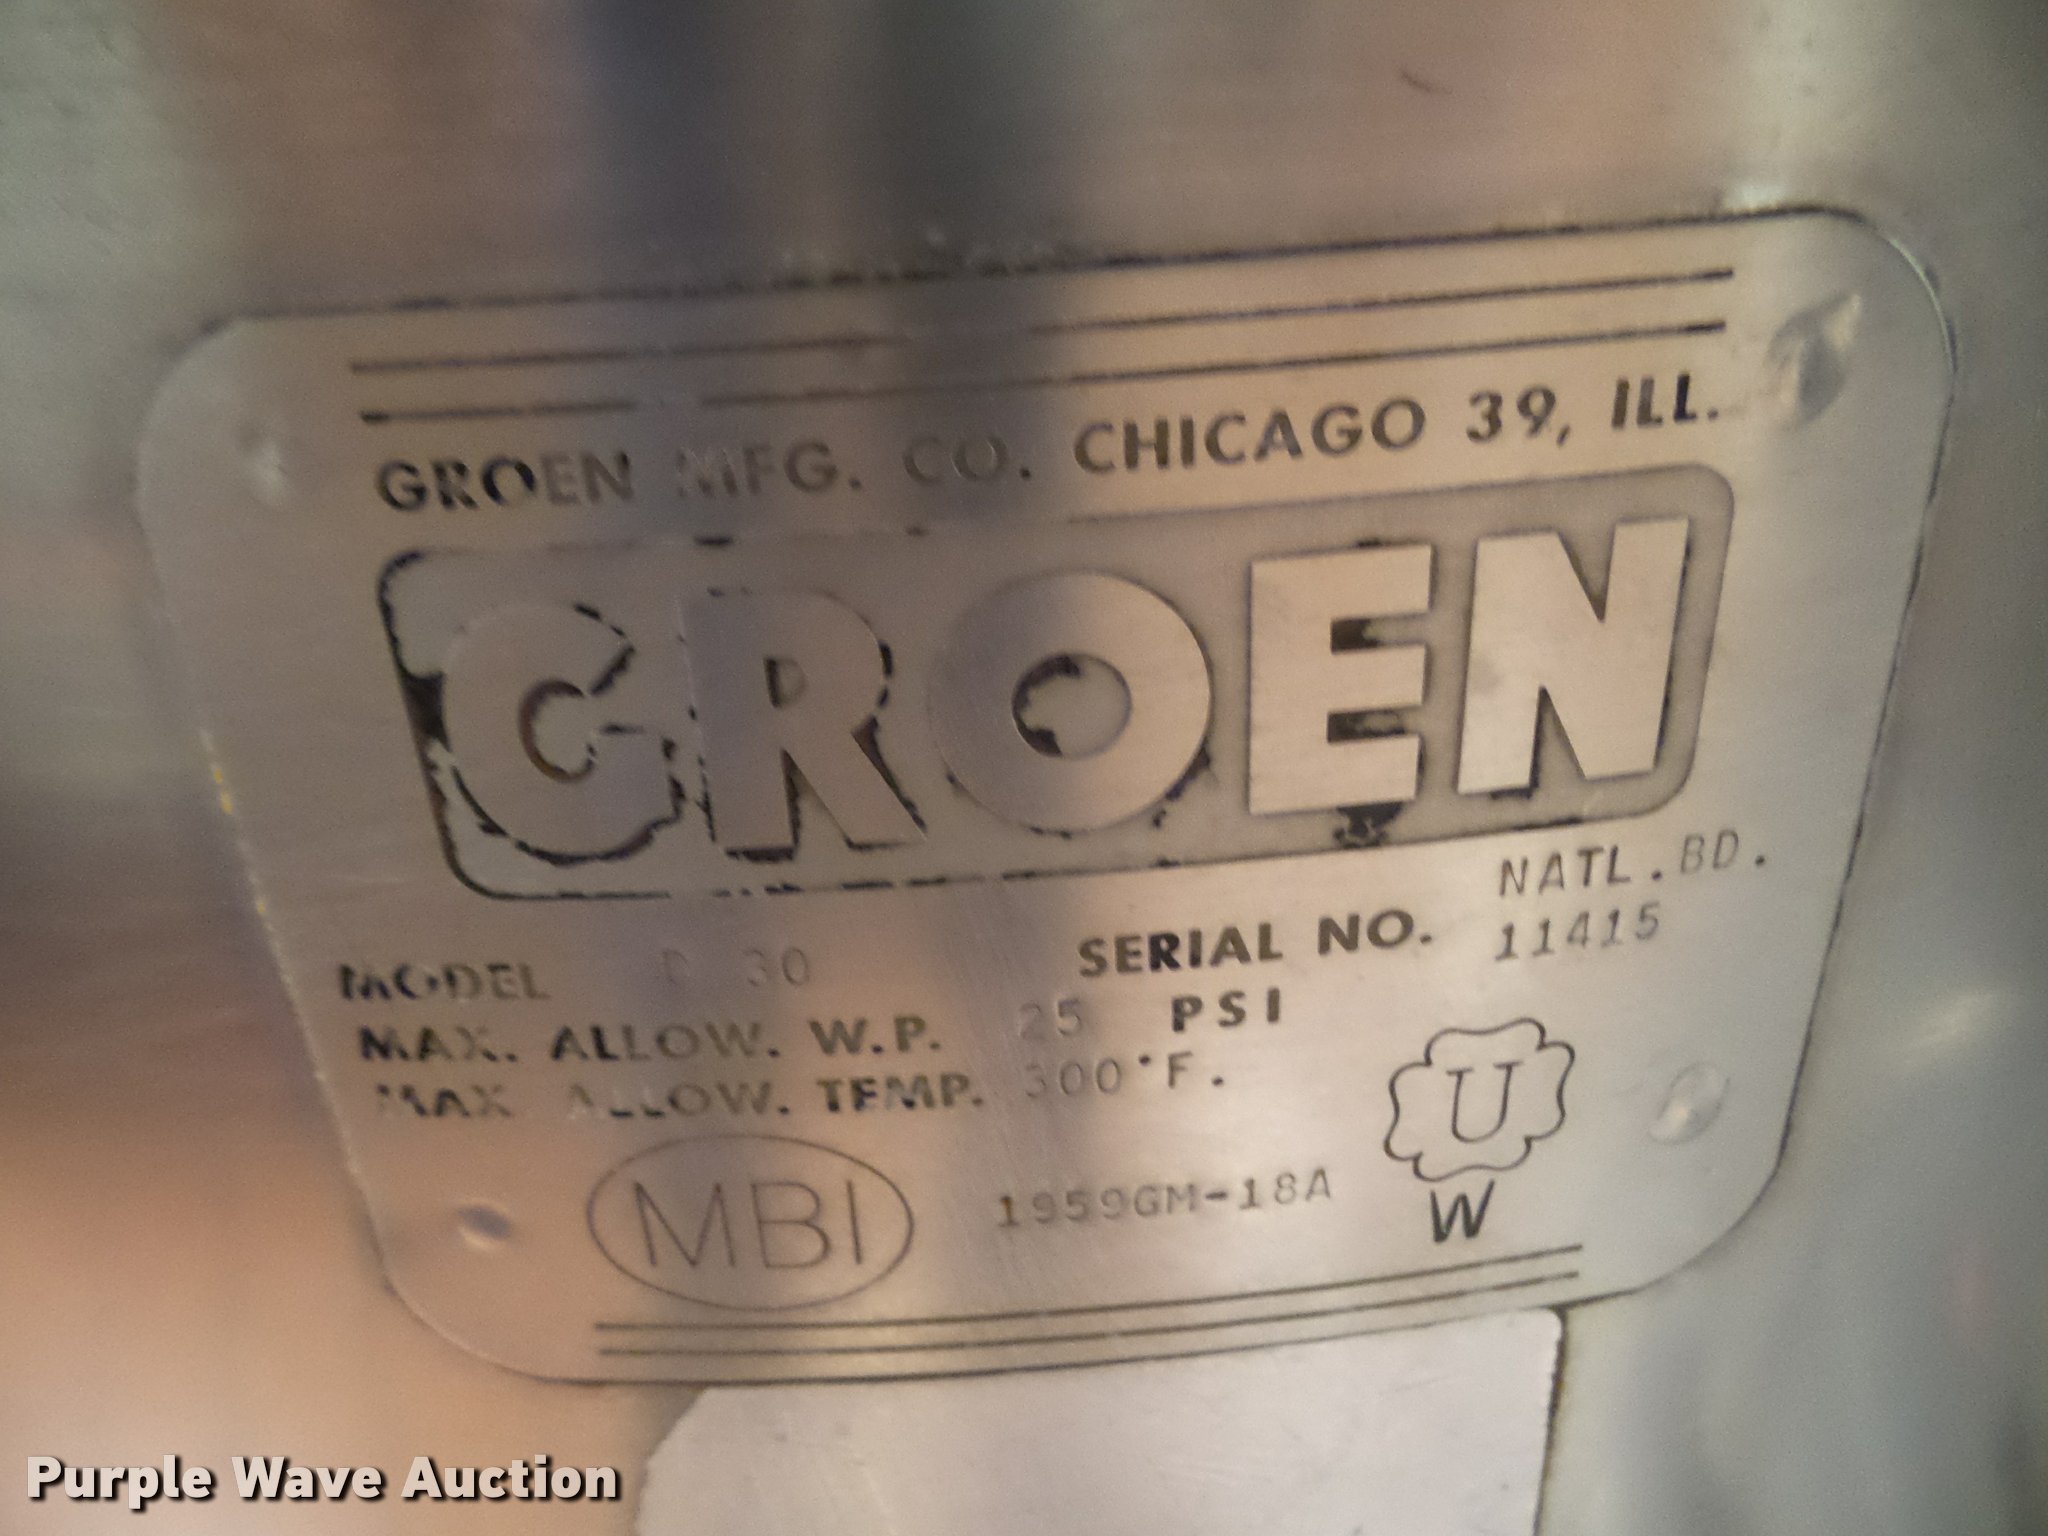 GROEN MFG. CO. CHICAGO 39, ILL.
GROEN
NATL.BD.
MODEL D 30 SERIAL NO. 11415
MAX. ALLOW. W.P. 25 PSI
MAX. ALLOW. TEMP. 300°F.
U
W
MBI 1959GM-18A
Purple Wave Auction